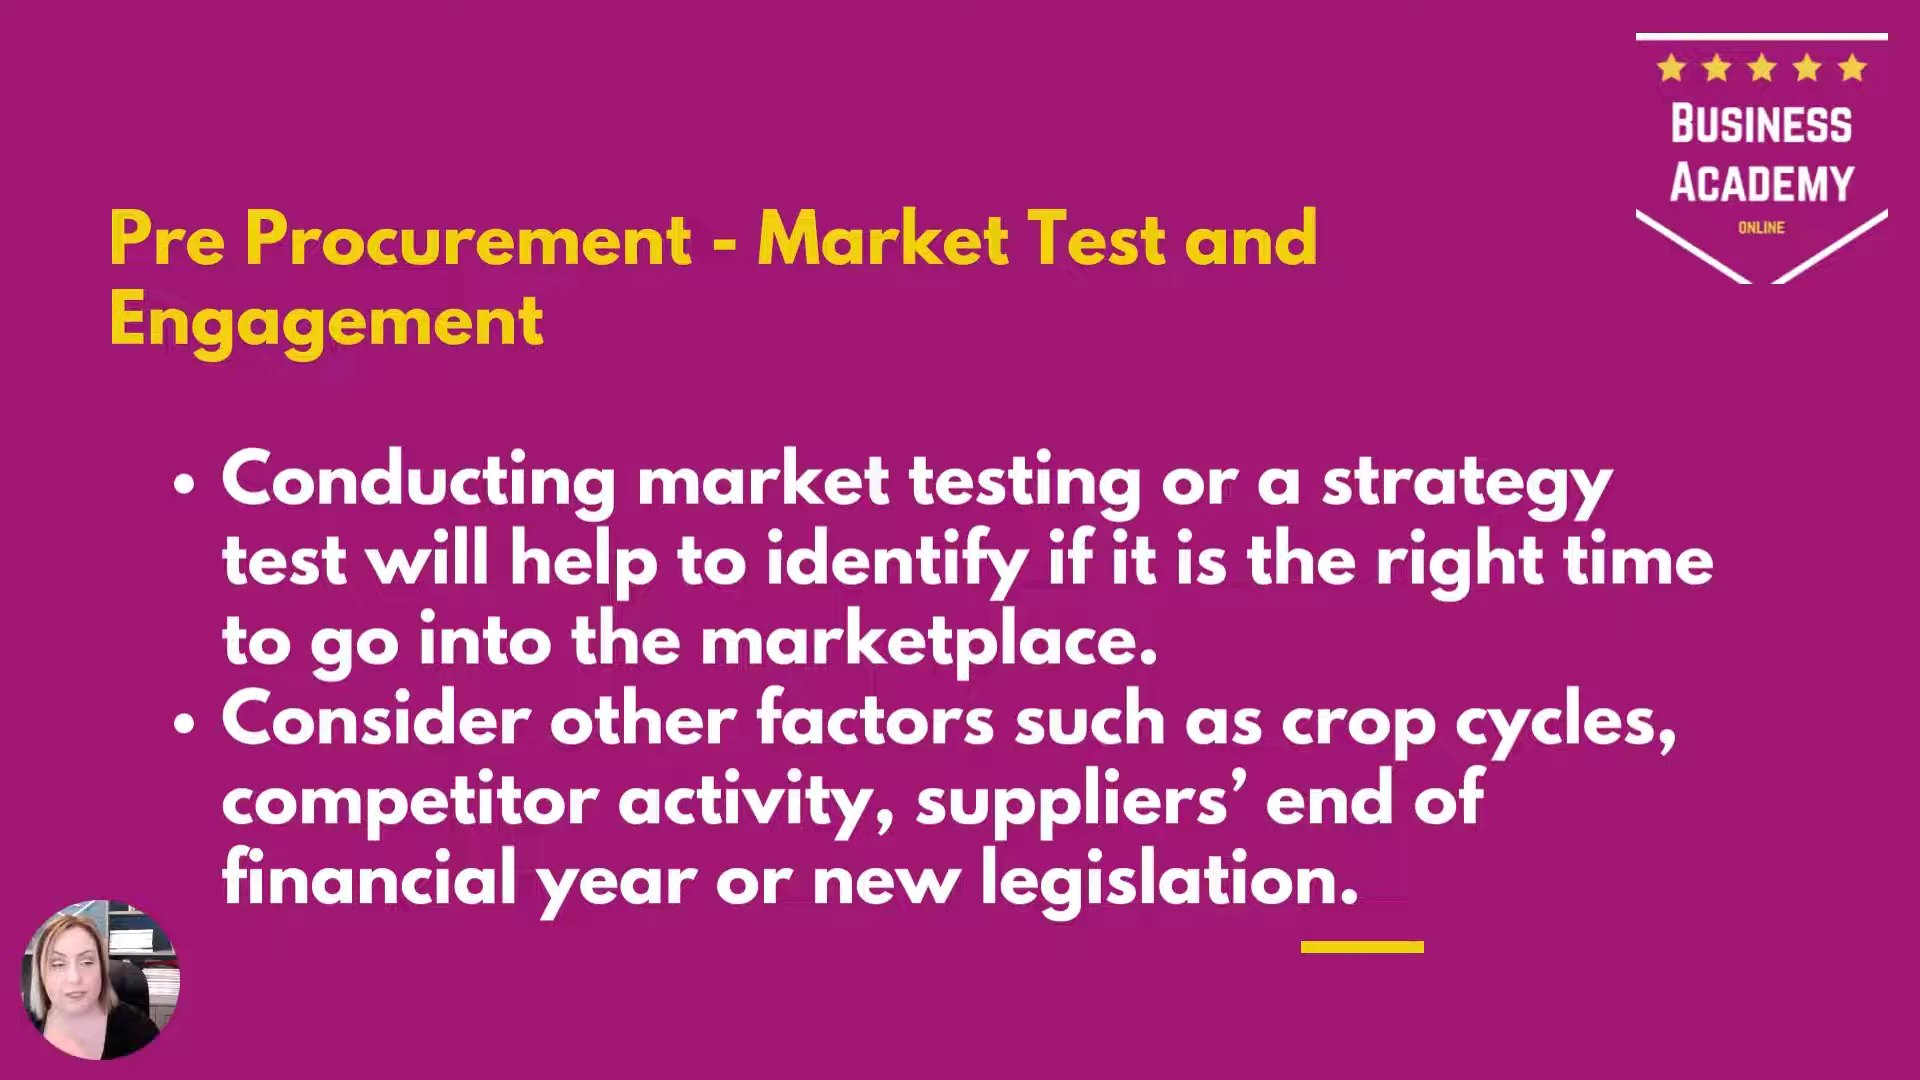 BUSINESS
ACADEMY
ONLINE
Pre Procurement - Market Test and
Engagement
• Conducting market testing or a strategy
test will help to identify if it is the right time
to go into the marketplace.
• Consider other factors such as crop cycles,
competitor activity, suppliers’ end of
financial year or new legislation.